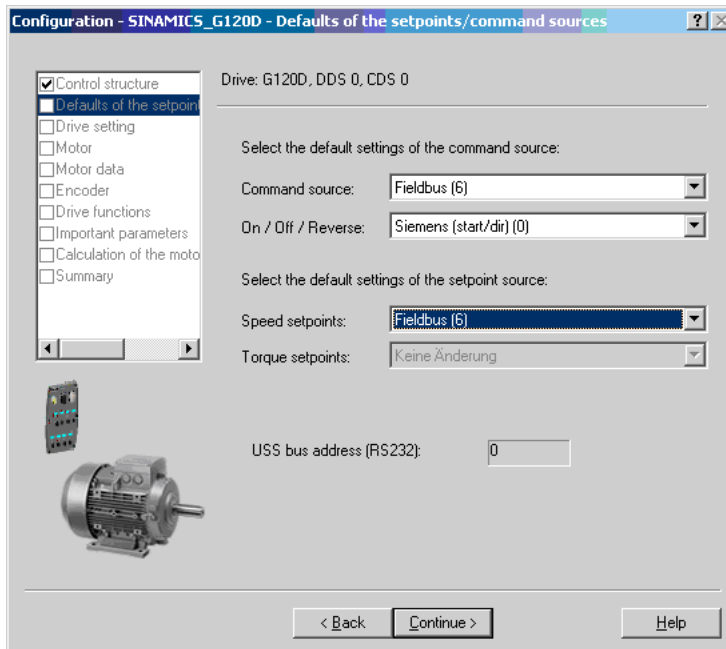 Configuration - SINAMICS_G120D - Defaults of the setpoints/command sources
Control structure
Defaults of the setpoint
Drive setting
Motor
Motor data
Encoder
Drive functions
Important parameters
Calculation of the moto
Summary
Drive: G120D, DDS 0, CDS 0
Select the default settings of the command source:
Command source: Fieldbus (6)
On / Off / Reverse: Siemens (start/dir) (0)
Select the default settings of the setpoint source:
Speed setpoints: Fieldbus (6)
Torque setpoints: Keine Änderung
USS bus address (RS232): 0
< Back Continue > Help